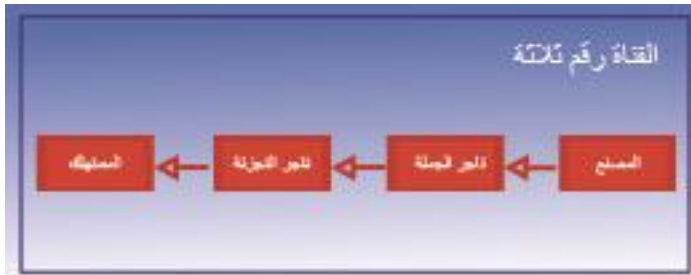 القناة رقم ثلاثة
المصنع
تاجر الجملة
تاجر التجزئة
المستهلك